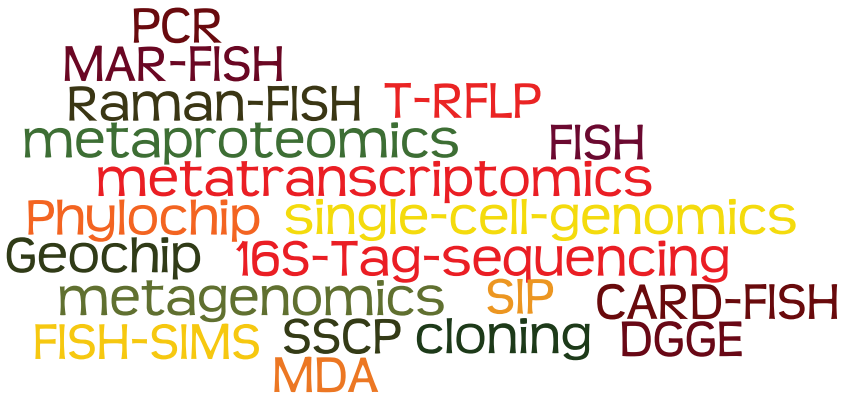 PCR
MAR-FISH
Raman-FISH T-RFLP
metaproteomics FISH
metatranscriptomics
Phylochip single-cell-genomics
Geochip 16S-Tag-sequencing
metagenomics SIP CARD-FISH
FISH-SIMS SSCP cloning DGGE
MDA